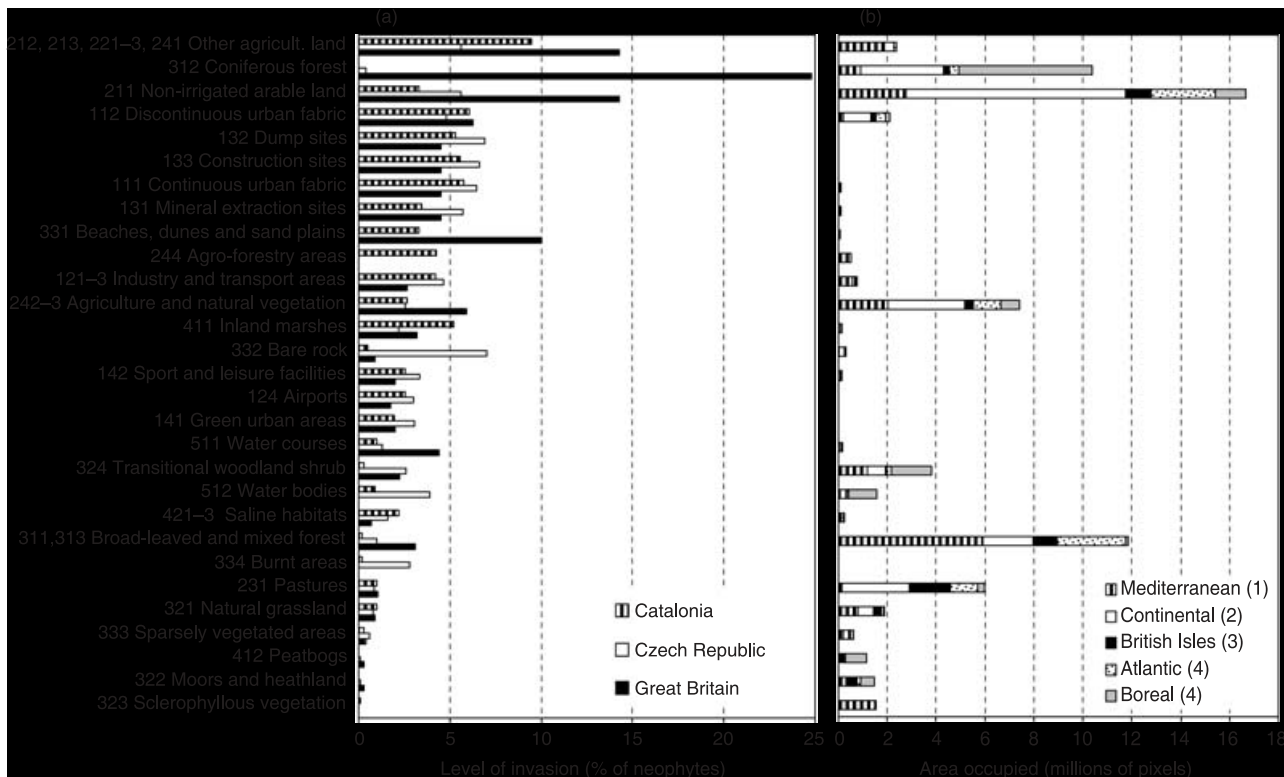 (a) (b)
212, 213, 221–3, 241 Other agricult. land
312 Coniferous forest
211 Non-irrigated arable land
112 Discontinuous urban fabric
132 Dump sites
133 Construction sites
111 Continuous urban fabric
131 Mineral extraction sites
331 Beaches, dunes and sand plains
244 Agro-forestry areas
121–3 Industry and transport areas
242–3 Agriculture and natural vegetation
411 Inland marshes
332 Bare rock
142 Sport and leisure facilities
124 Airports
141 Green urban areas
511 Water courses
324 Transitional woodland shrub
512 Water bodies
421–3 Saline habitats
311,313 Broad-leaved and mixed forest
334 Burnt areas
231 Pastures
321 Natural grassland
333 Sparsely vegetated areas
412 Peatbogs
322 Moors and heathland
323 Sclerophyllous vegetation
Catalonia
Czech Republic
Great Britain
Mediterranean (1)
Continental (2)
British Isles (3)
Atlantic (4)
Boreal (4)
0 5 10 15 20 25
Level of invasion (% of neophytes)
0 2 4 6 8 10 12 14 16 18
Area occupied (millions of pixels)